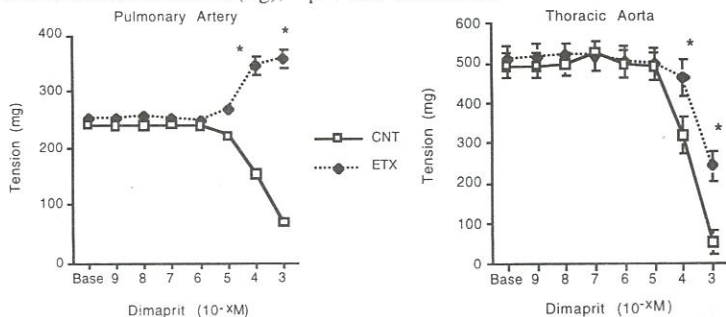 Pulmonary Artery
Tension (mg)
400
300
200
100
0
*
*
Base 9 8 7 6 5 4 3
Dimaprit (10-xM)
CNT
ETX
Thoracic Aorta
Tension (mg)
600
500
400
300
200
100
0
*
*
Base 9 8 7 6 5 4 3
Dimaprit (10-xM)